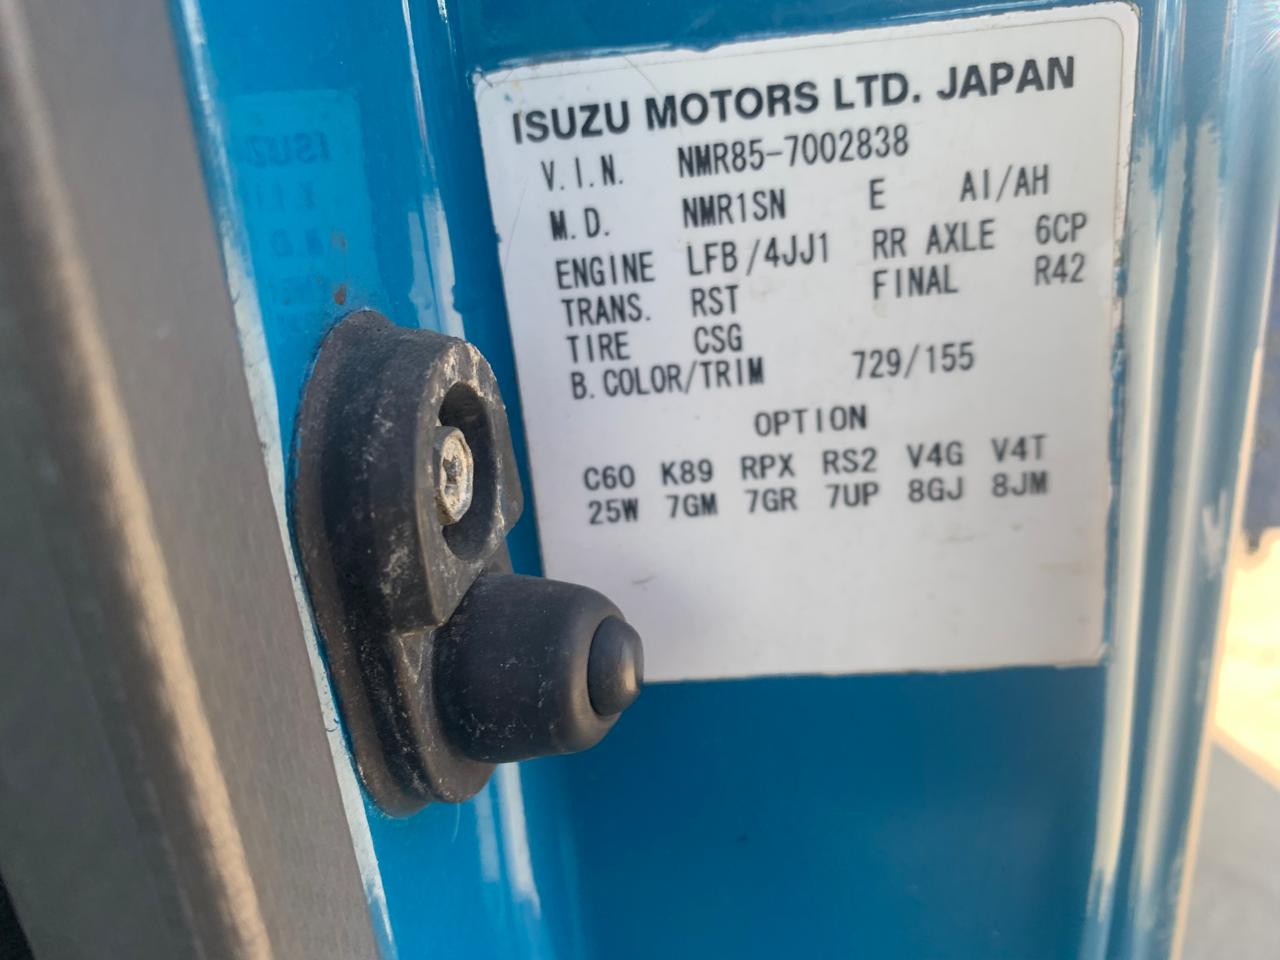 ISUZU MOTORS LTD. JAPAN
V.I.N. NMR85-7002838
M.D. NMR1SN E AI/AH
ENGINE LFB/4JJ1 RR AXLE 6CP
TRANS. RST FINAL R42
TIRE CSG
B.COLOR/TRIM 729/155
OPTION
C60 K89 RPX RS2 V4G V4T
25W 7GM 7GR 7UP 8GJ 8JM